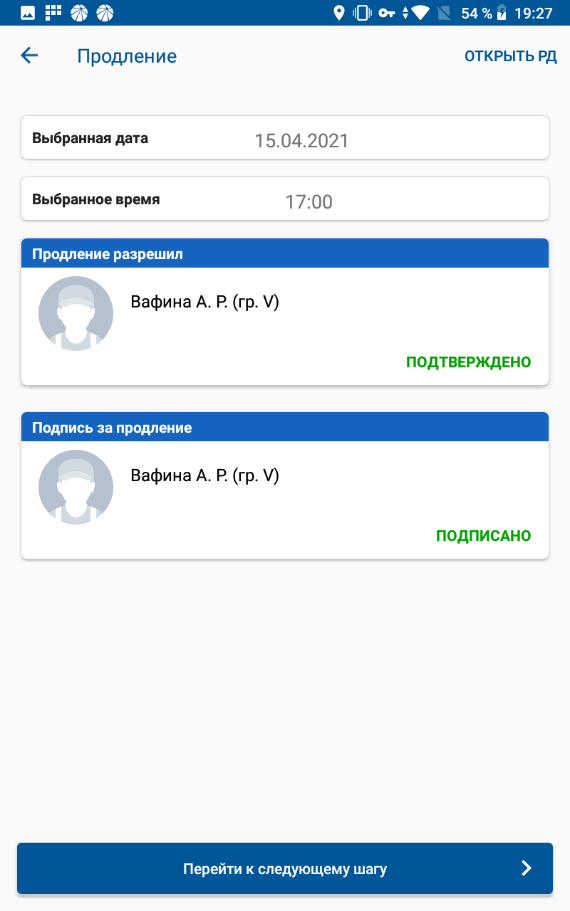 54 % 19:27
Продление ОТКРЫТЬ РД
Выбранная дата 15.04.2021
Выбранное время 17:00
Продление разрешил
Вафина А. Р. (гр. V)
ПОДТВЕРЖДЕНО
Подпись за продление
Вафина А. Р. (гр. V)
ПОДПИСАНО
Перейти к следующему шагу